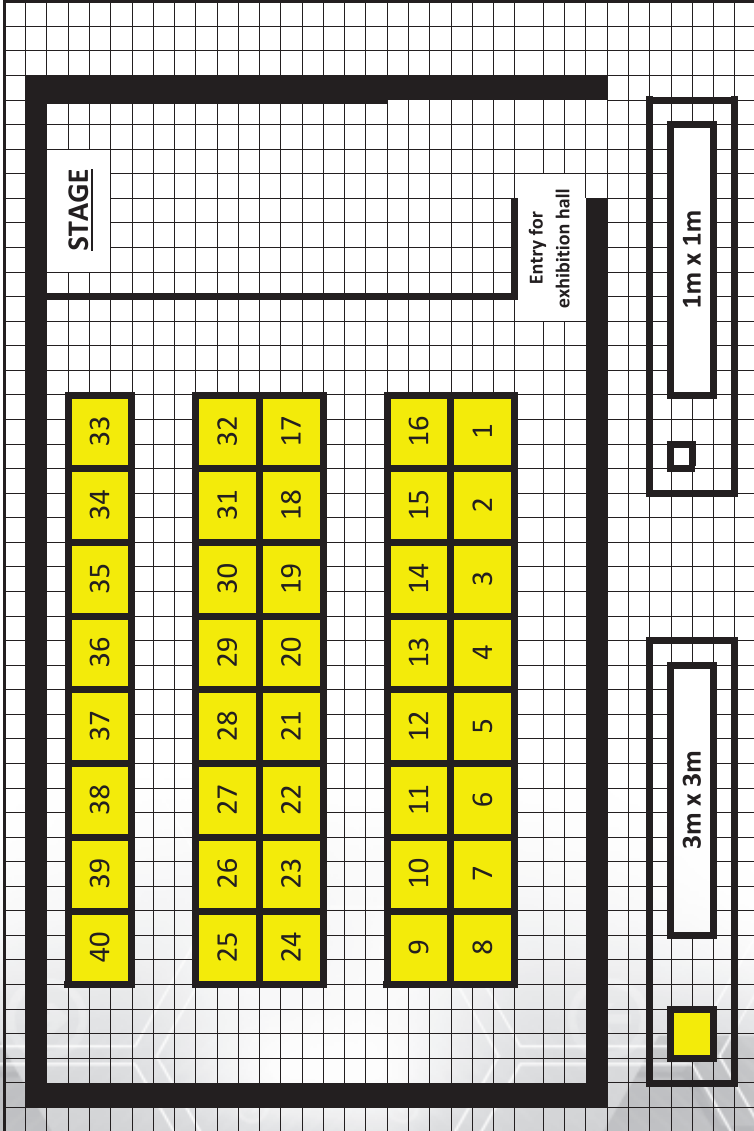 STAGE
40 39 38 37 36 35 34 33
25 26 27 28 29 30 31 32
24 23 22 21 20 19 18 17
9 10 11 12 13 14 15 16
8 7 6 5 4 3 2 1
Entry for
exhibition hall
3m x 3m
1m x 1m